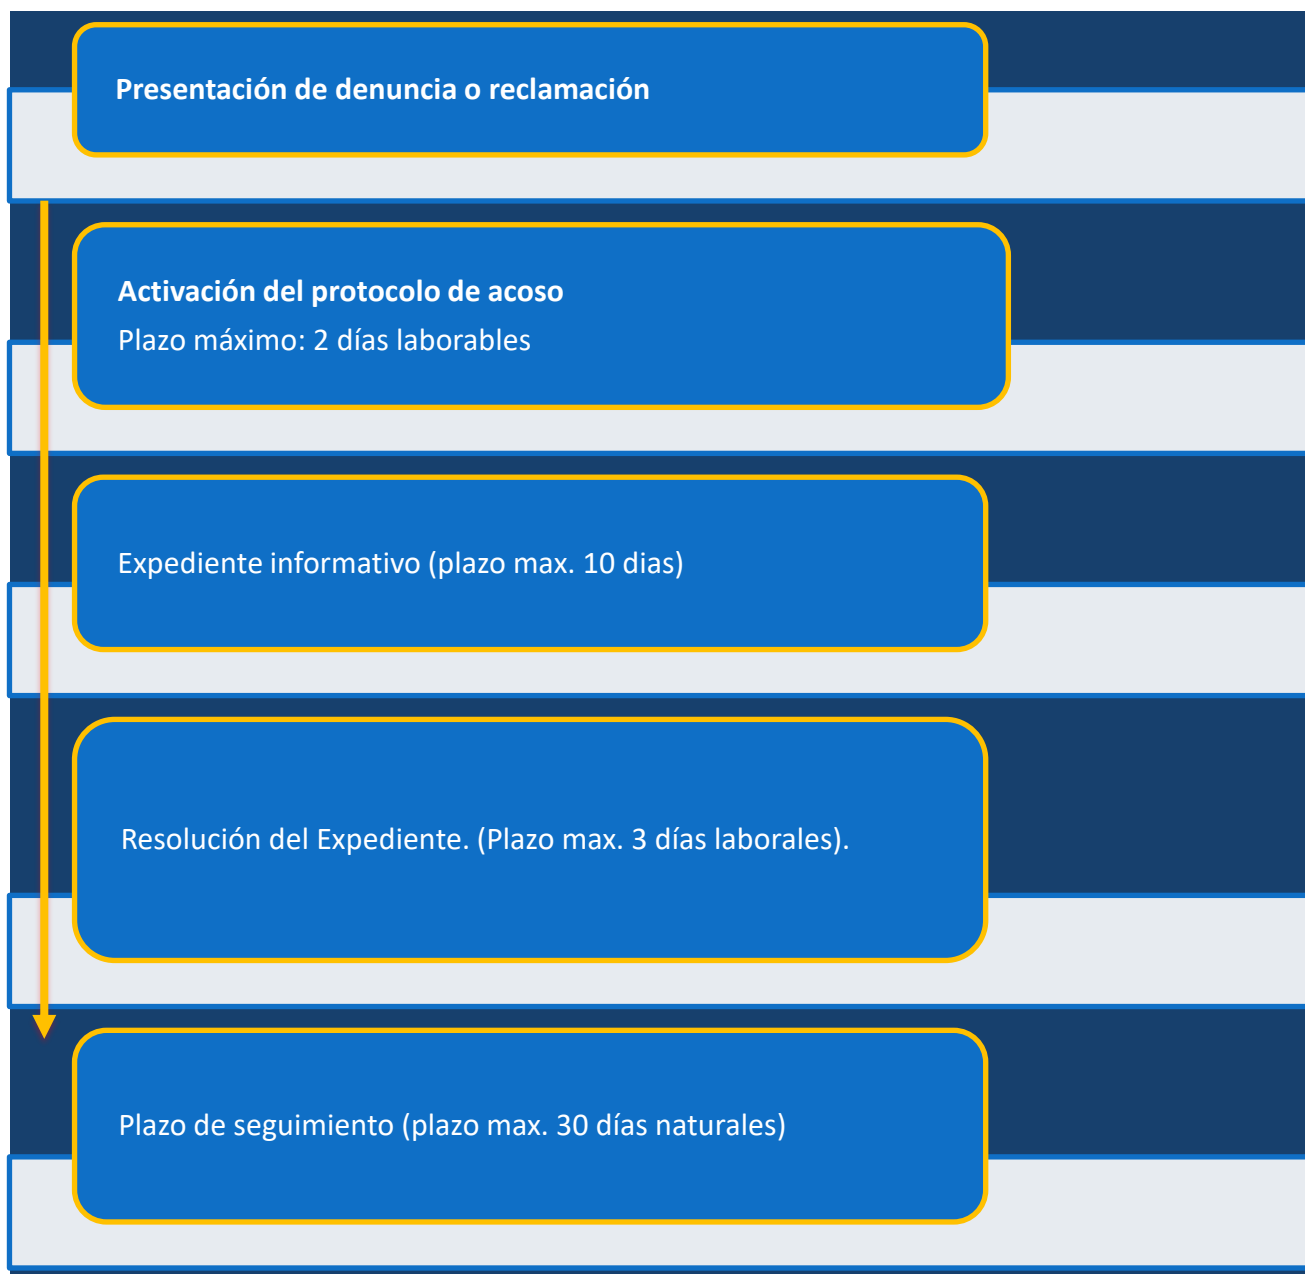 Presentación de denuncia o reclamación
Activación del protocolo de acoso
Plazo máximo: 2 días laborables
Expediente informativo (plazo max. 10 dias)
Resolución del Expediente. (Plazo max. 3 días laborales).
Plazo de seguimiento (plazo max. 30 días naturales)